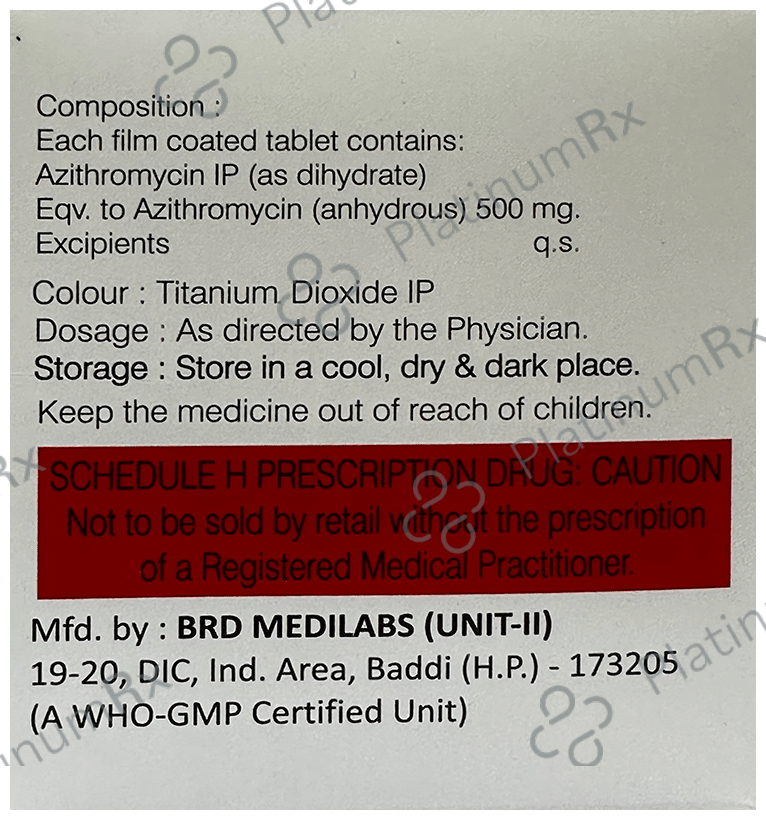 Composition :
Each film coated tablet contains:
Azithromycin IP (as dihydrate)
Eqv. to Azithromycin (anhydrous) 500 mg.
Excipients q.s.
Colour : Titanium Dioxide IP
Dosage : As directed by the Physician.
Storage : Store in a cool, dry & dark place.
Keep the medicine out of reach of children.
SCHEDULE H PRESCRIPTION DRUG: CAUTION
Not to be sold by retail without the prescription
of a Registered Medical Practitioner.
Mfd. by : BRD MEDILABS (UNIT-II)
19-20, DIC, Ind. Area, Baddi (H.P.) - 173205
(A WHO-GMP Certified Unit)
PlatinumRx
PlatinumRx